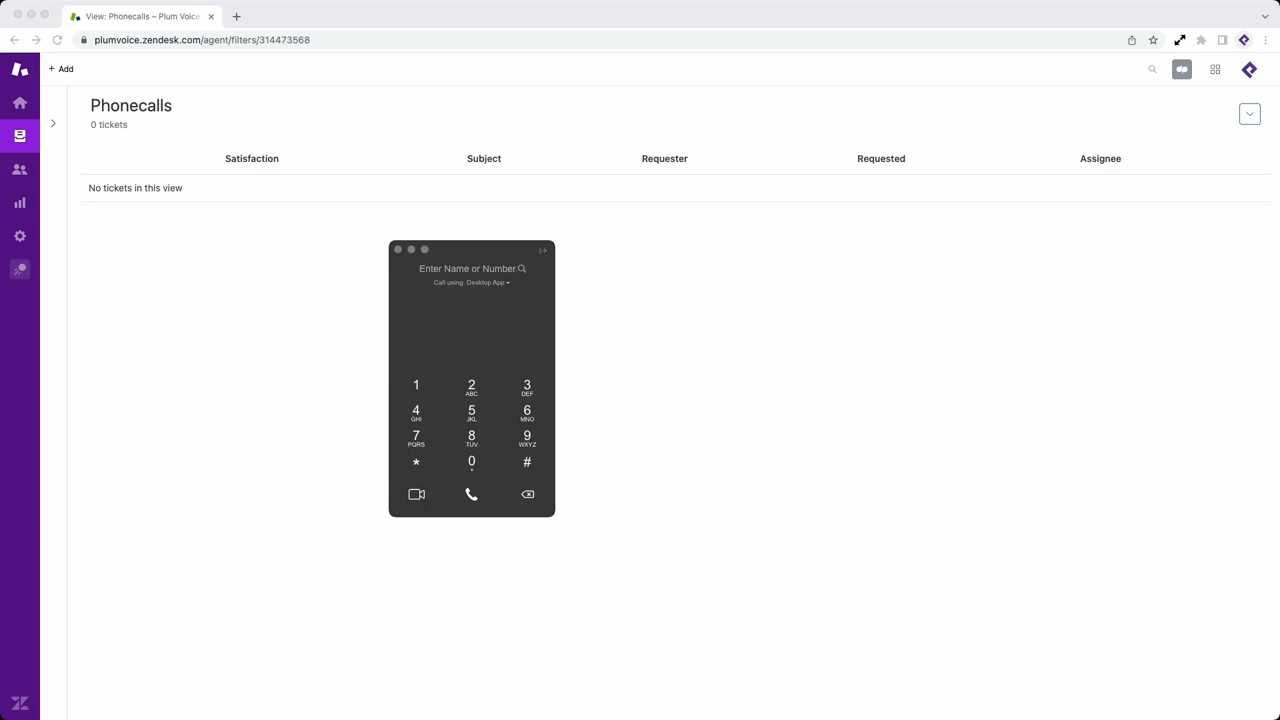 View: Phonecalls – Plum Voice
plumvoice.zendesk.com/agent/filters/314473568
+ Add
Phonecalls
0 tickets
Satisfaction Subject Requester Requested Assignee
No tickets in this view
Enter Name or Number
Call using: Desktop App
1 2 3
ABC DEF
4 5 6
GHI JKL MNO
7 8 9
PQRS TUV WXYZ
* 0 #
+